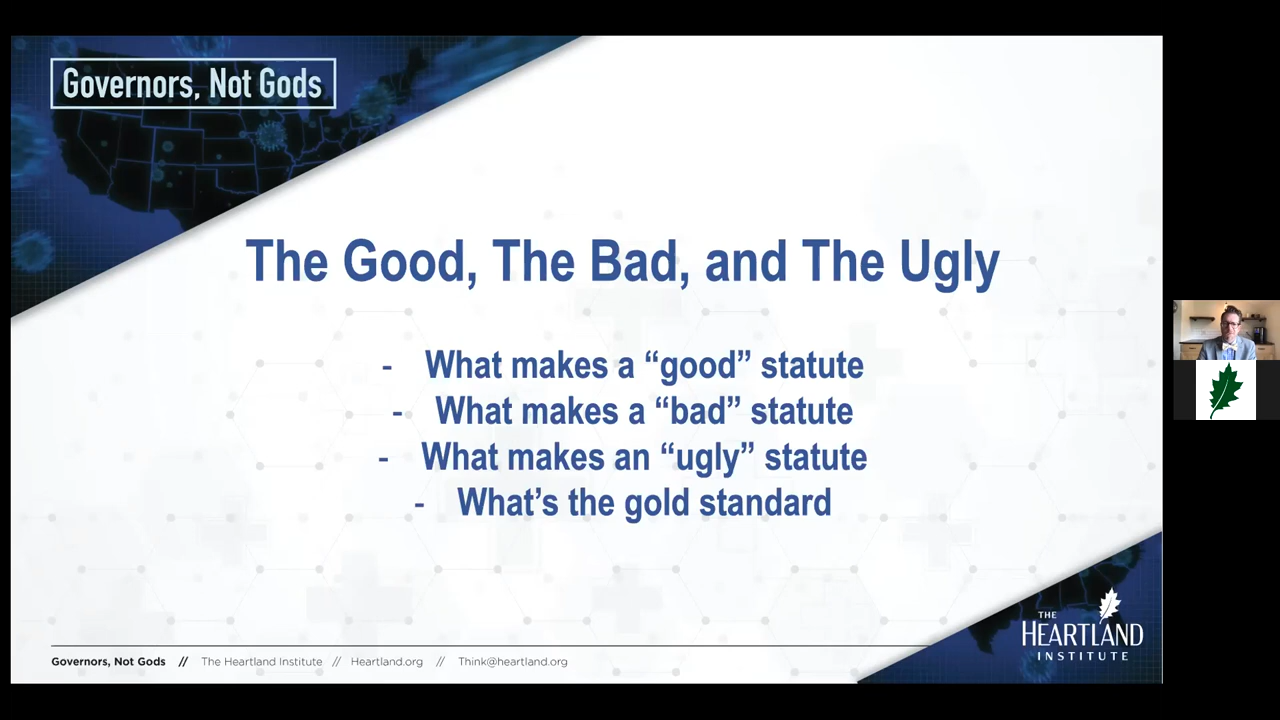 Governors, Not Gods
The Good, The Bad, and The Ugly
- What makes a “good” statute
- What makes a “bad” statute
- What makes an “ugly” statute
- What’s the gold standard
THE
HEARTLAND
INSTITUTE
Governors, Not Gods // The Heartland Institute // Heartland.org // Think@heartland.org